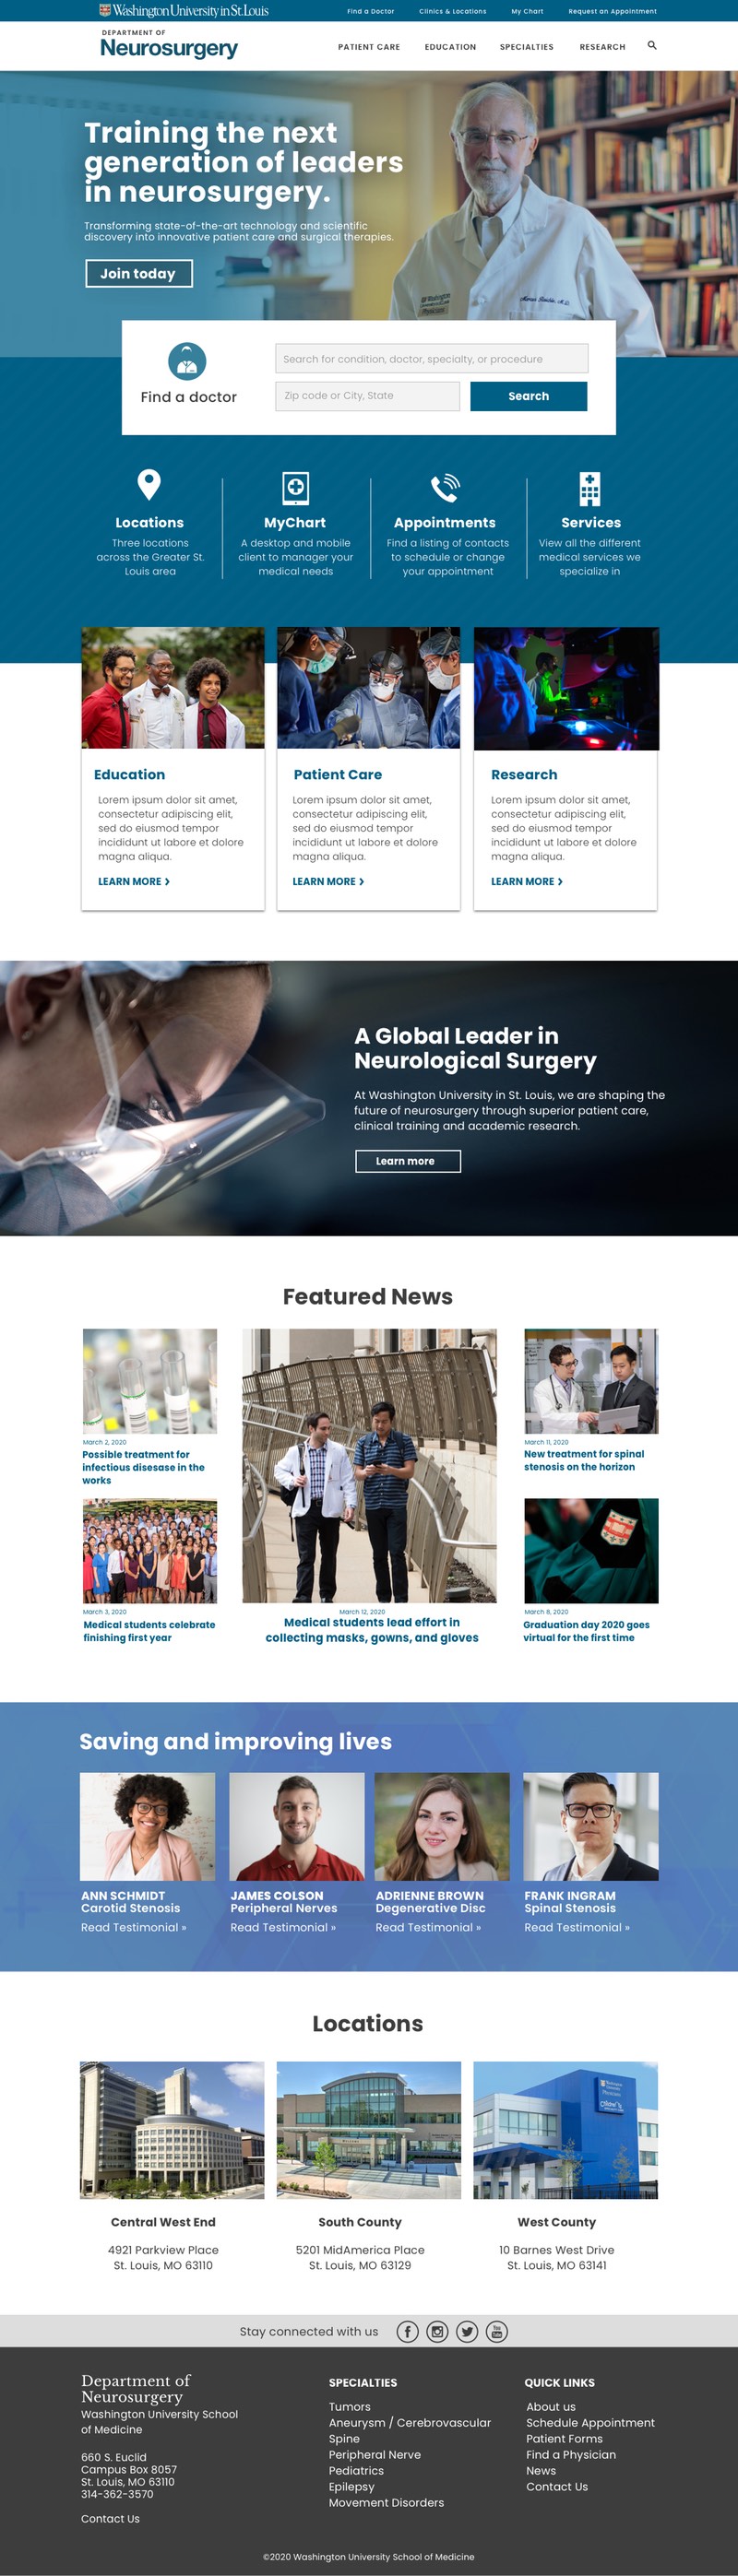 Washington University in St. Louis
Find a Doctor
Clinics & Locations
My Chart
Request an Appointment
DEPARTMENT OF
Neurosurgery
PATIENT CARE
EDUCATION
SPECIALTIES
RESEARCH
Training the next
generation of leaders
in neurosurgery.
Transforming state-of-the-art technology and scientific
discovery into innovative patient care and surgical therapies.
Join today
Find a doctor
Search for condition, doctor, specialty, or procedure
Zip code or City, State
Search
Locations
Three locations
across the Greater St.
Louis area
MyChart
A desktop and mobile
client to manager your
medical needs
Appointments
Find a listing of contacts
to schedule or change
your appointment
Services
View all the different
medical services we
specialize in
Education
Lorem ipsum dolor sit amet,
consectetur adipiscing elit,
sed do eiusmod tempor
incididunt ut labore et dolore
magna aliqua.
LEARN MORE ›
Patient Care
Lorem ipsum dolor sit amet,
consectetur adipiscing elit,
sed do eiusmod tempor
incididunt ut labore et dolore
magna aliqua.
LEARN MORE ›
Research
Lorem ipsum dolor sit amet,
consectetur adipiscing elit,
sed do eiusmod tempor
incididunt ut labore et dolore
magna aliqua.
LEARN MORE ›
A Global Leader in
Neurological Surgery
At Washington University in St. Louis, we are shaping the
future of neurosurgery through superior patient care,
clinical training and academic research.
Learn more
Featured News
March 2, 2020
Possible treatment for
infectious disesase in the
works
March 3, 2020
Medical students celebrate
finishing first year
March 12, 2020
Medical students lead effort in
collecting masks, gowns, and gloves
March 11, 2020
New treatment for spinal
stenosis on the horizon
March 8, 2020
Graduation day 2020 goes
virtual for the first time
Saving and improving lives
ANN SCHMIDT
Carotid Stenosis
Read Testimonial »
JAMES COLSON
Peripheral Nerves
Read Testimonial »
ADRIENNE BROWN
Degenerative Disc
Read Testimonial »
FRANK INGRAM
Spinal Stenosis
Read Testimonial »
Locations
Central West End
4921 Parkview Place
St. Louis, MO 63110
South County
5201 MidAmerica Place
St. Louis, MO 63129
West County
10 Barnes West Drive
St. Louis, MO 63141
Stay connected with us
You
Tube
Department of
Neurosurgery
Washington University School
of Medicine
660 S. Euclid
Campus Box 8057
St. Louis, MO 63110
314-362-3570
Contact Us
SPECIALTIES
Tumors
Aneurysm / Cerebrovascular
Spine
Peripheral Nerve
Pediatrics
Epilepsy
Movement Disorders
QUICK LINKS
About us
Schedule Appointment
Patient Forms
Find a Physician
News
Contact Us
©2020 Washington University School of Medicine